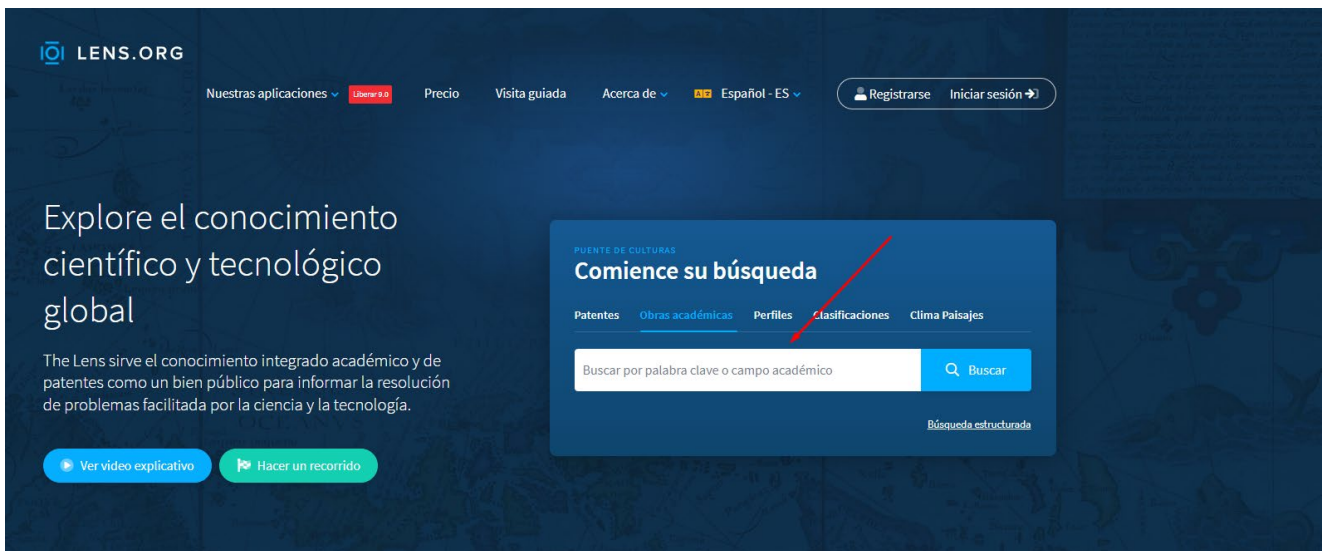 LENS.ORG
Nuestras aplicaciones Liberar 9.0 Precio Visita guiada Acerca de Español - ES Registrarse Iniciar sesión
Explore el conocimiento
científico y tecnológico
global
The Lens sirve el conocimiento integrado académico y de
patentes como un bien público para informar la resolución
de problemas facilitada por la ciencia y la tecnología.
Ver video explicativo Hacer un recorrido
PUENTE DE CULTURAS
Comience su búsqueda
Patentes Obras académicas Perfiles Clasificaciones Clima Paisajes
Buscar por palabra clave o campo académico Buscar
Búsqueda estructurada